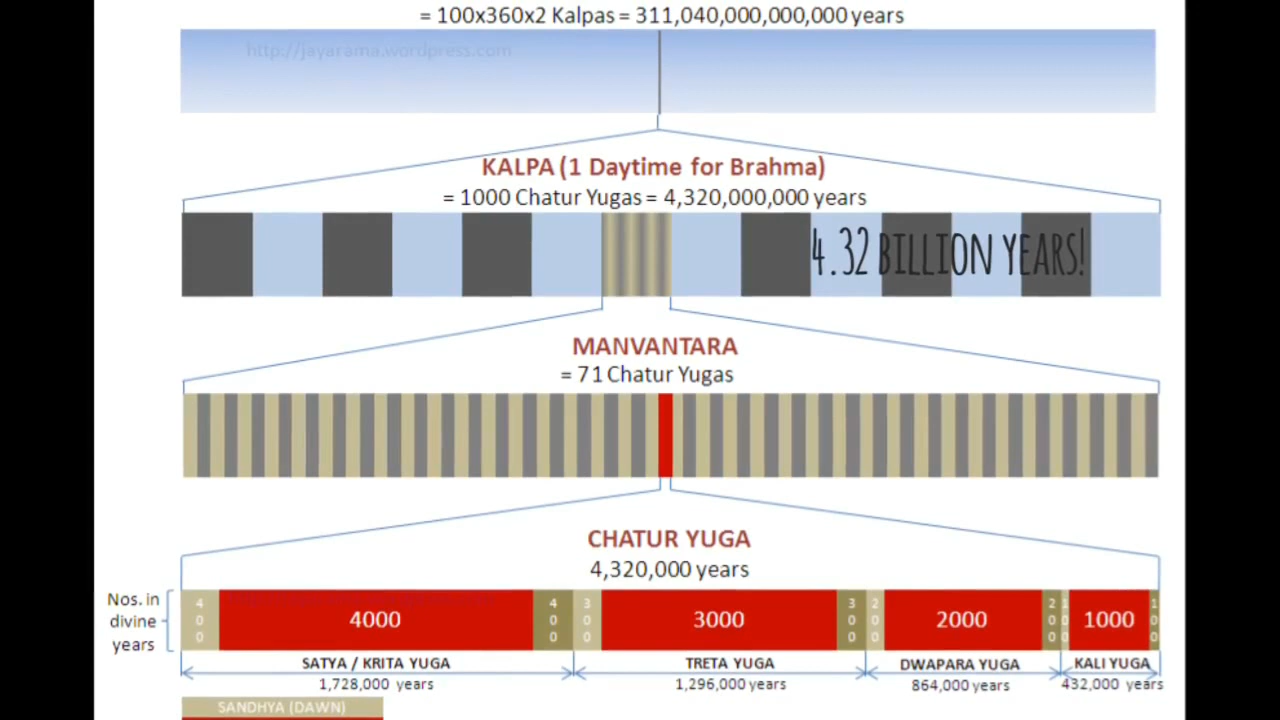 = 100x360x2 Kalpas = 311,040,000,000,000 years
http://jayarama.wordpress.com
KALPA (1 Daytime for Brahma)
= 1000 Chatur Yugas = 4,320,000,000 years
4.32 BILLION YEARS!
MANVANTARA
= 71 Chatur Yugas
CHATUR YUGA
4,320,000 years
Nos. in
divine
years
400 4000 400 300 3000 300 200 2000 200 100 1000 100
SATYA / KRITA YUGA TRETA YUGA DWAPARA YUGA KALI YUGA
1,728,000 years 1,296,000 years 864,000 years 432,000 years
SANDHYA (DAWN)